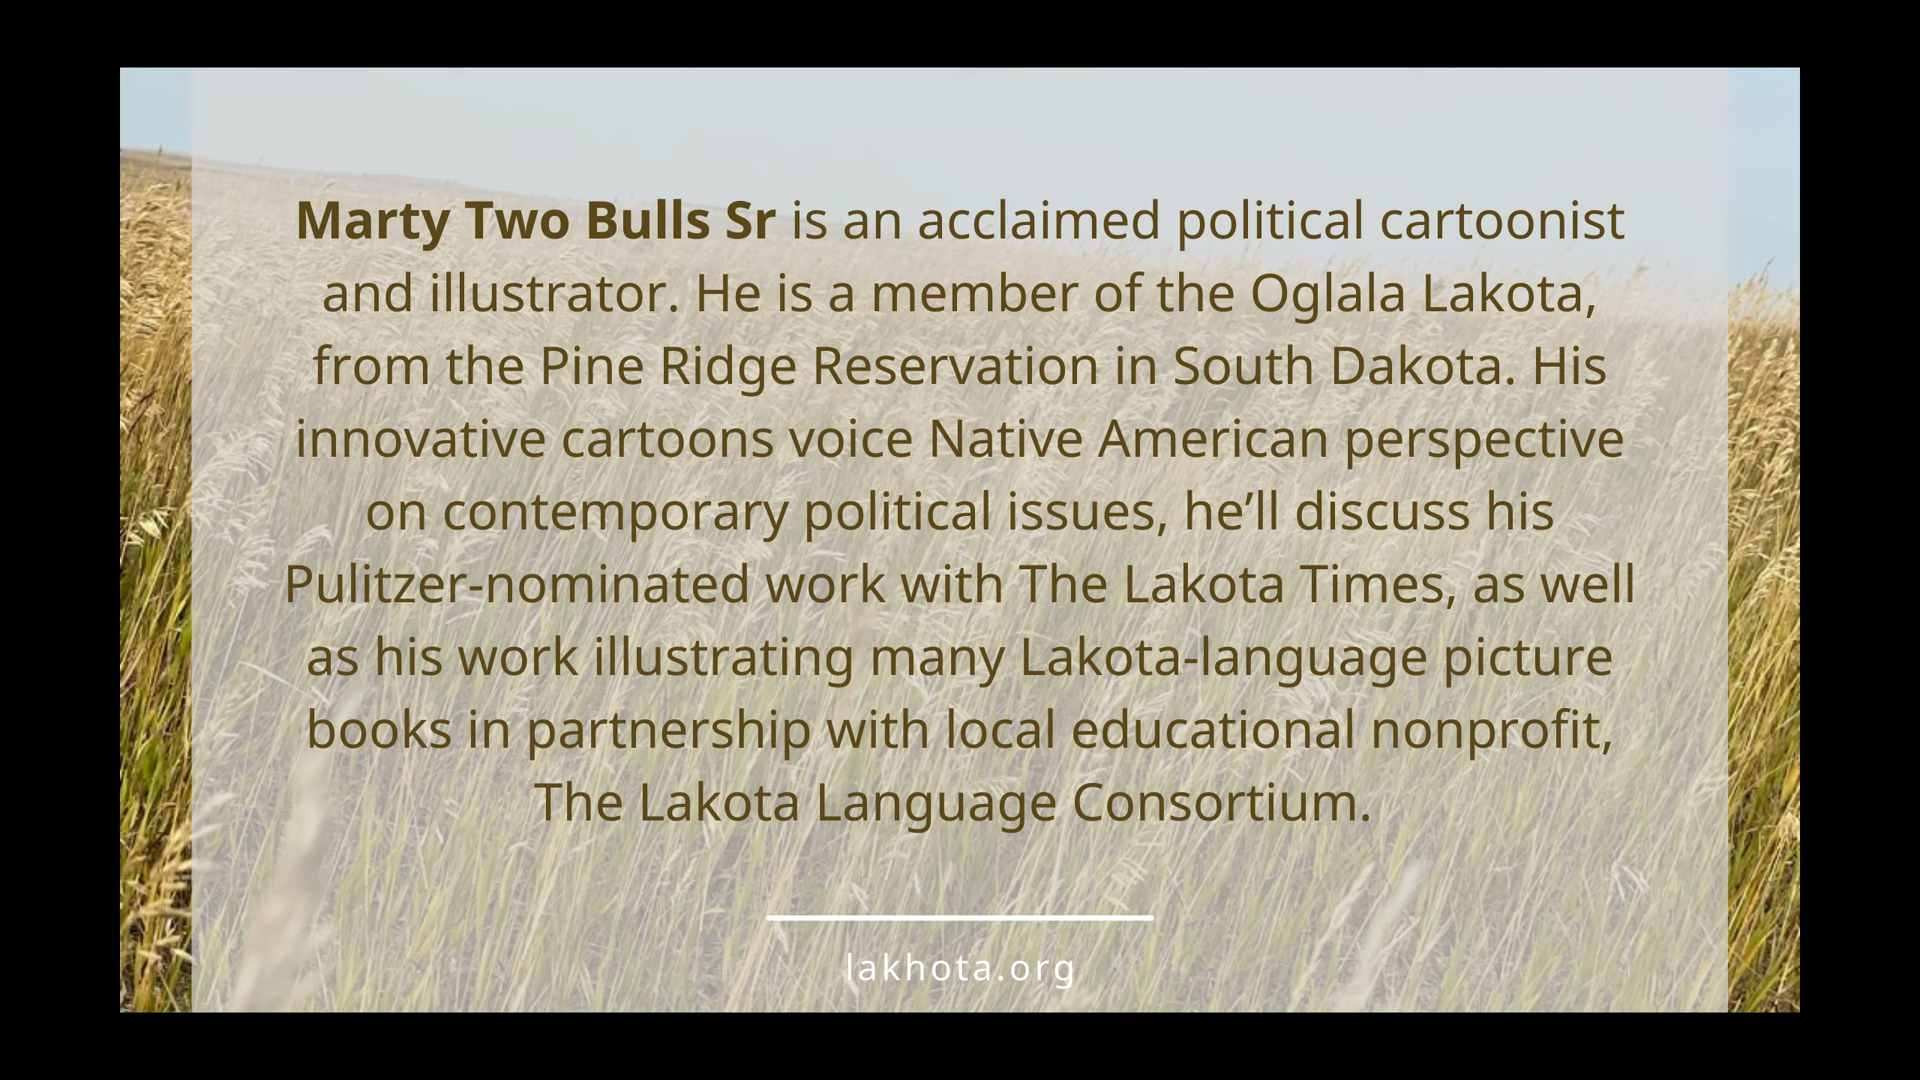 Marty Two Bulls Sr is an acclaimed political cartoonist
and illustrator. He is a member of the Oglala Lakota,
from the Pine Ridge Reservation in South Dakota. His
innovative cartoons voice Native American perspective
on contemporary political issues, he’ll discuss his
Pulitzer-nominated work with The Lakota Times, as well
as his work illustrating many Lakota-language picture
books in partnership with local educational nonprofit,
The Lakota Language Consortium.
lakhota.org